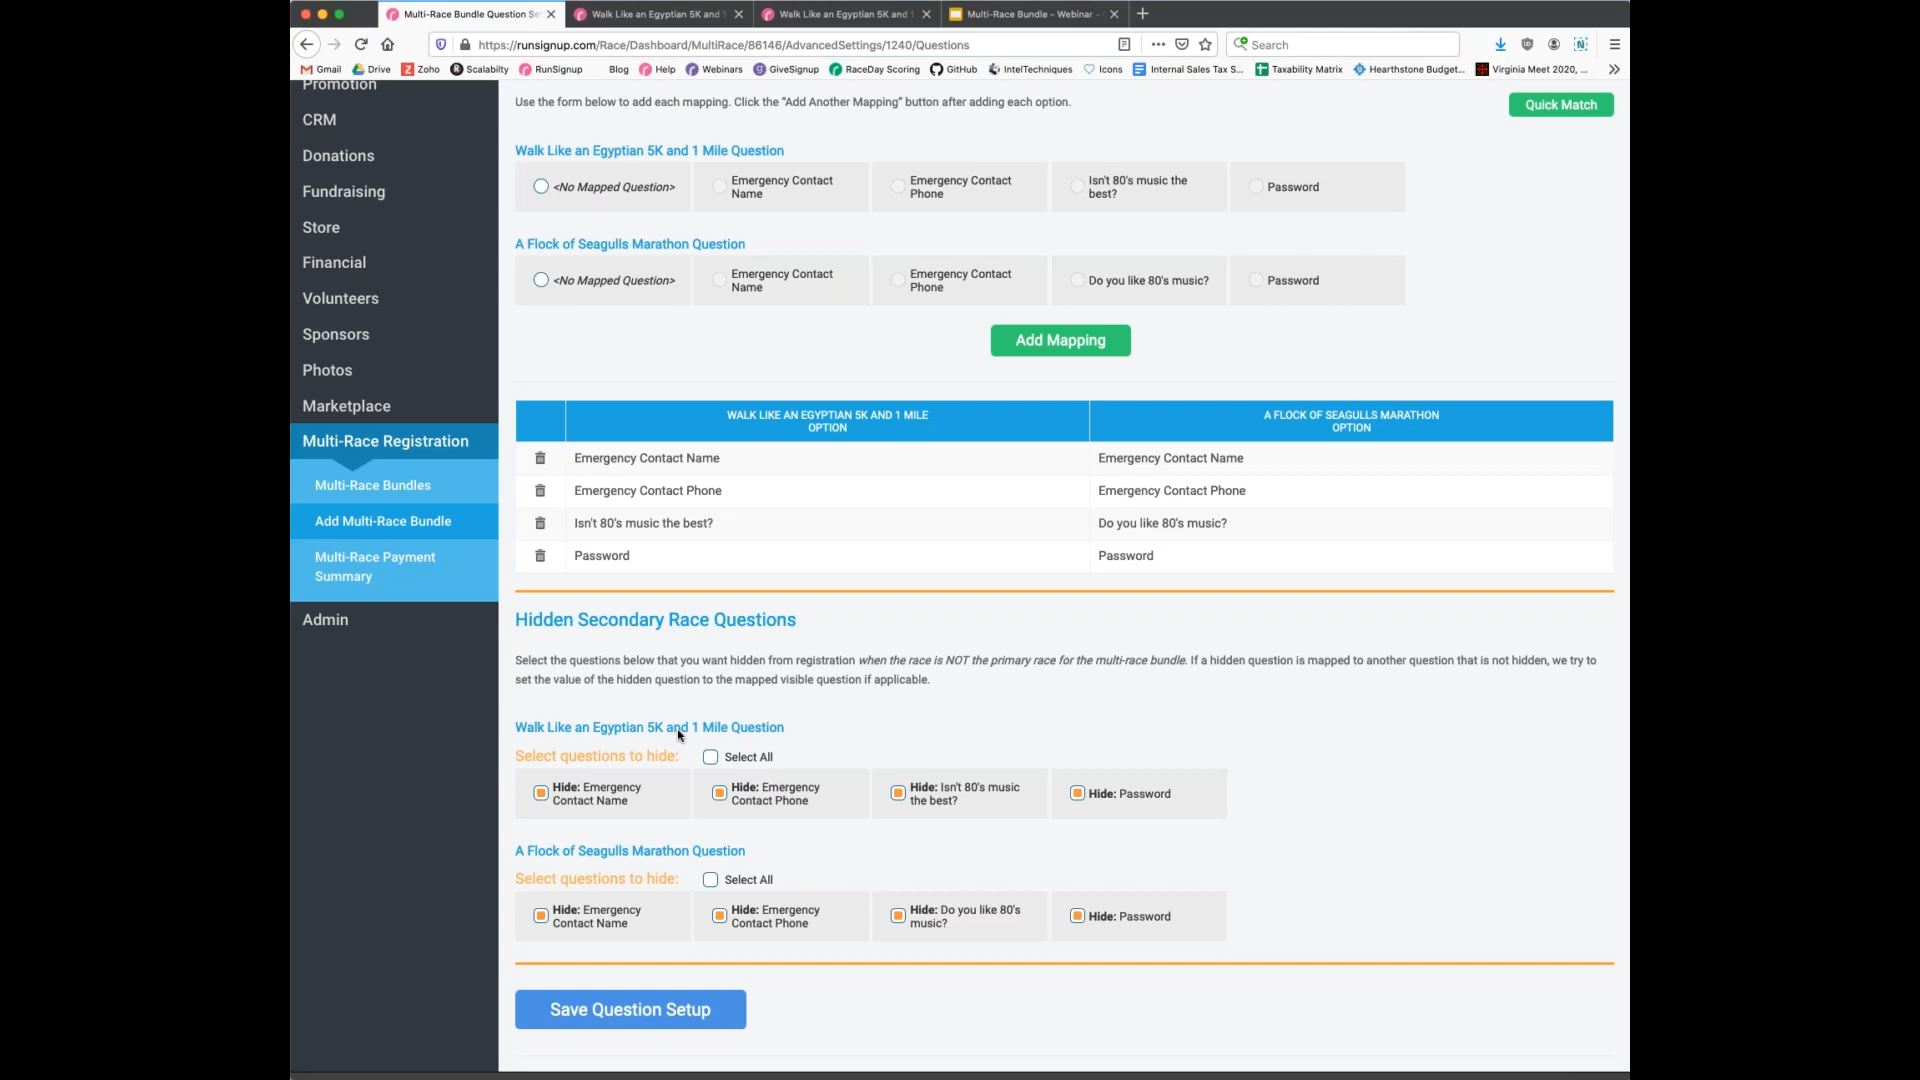 Multi-Race Bundle Question Se
Walk Like an Egyptian 5K and 1
Walk Like an Egyptian 5K and 1
Multi-Race Bundle - Webinar -
https://runsignup.com/Race/Dashboard/MultiRace/86146/AdvancedSettings/1240/Questions
Search
Gmail Drive Zoho Scalability RunSignup Blog Help Webinars GiveSignup RaceDay Scoring GitHub IntelTechniques Icons Internal Sales Tax S... Taxability Matrix Hearthstone Budget... Virginia Meet 2020, ...
Promotion
CRM
Donations
Fundraising
Store
Financial
Volunteers
Sponsors
Photos
Marketplace
Multi-Race Registration
Multi-Race Bundles
Add Multi-Race Bundle
Multi-Race Payment
Summary
Admin
Use the form below to add each mapping. Click the "Add Another Mapping" button after adding each option.
Quick Match
Walk Like an Egyptian 5K and 1 Mile Question
<No Mapped Question>
Emergency Contact
Name
Emergency Contact
Phone
Isn't 80's music the
best?
Password
A Flock of Seagulls Marathon Question
<No Mapped Question>
Emergency Contact
Name
Emergency Contact
Phone
Do you like 80's music?
Password
Add Mapping
WALK LIKE AN EGYPTIAN 5K AND 1 MILE
OPTION
A FLOCK OF SEAGULLS MARATHON
OPTION
Emergency Contact Name Emergency Contact Name
Emergency Contact Phone Emergency Contact Phone
Isn't 80's music the best? Do you like 80's music?
Password Password
Hidden Secondary Race Questions
Select the questions below that you want hidden from registration when the race is NOT the primary race for the multi-race bundle. If a hidden question is mapped to another question that is not hidden, we try to
set the value of the hidden question to the mapped visible question if applicable.
Walk Like an Egyptian 5K and 1 Mile Question
Select questions to hide: Select All
Hide: Emergency
Contact Name
Hide: Emergency
Contact Phone
Hide: Isn't 80's music
the best?
Hide: Password
A Flock of Seagulls Marathon Question
Select questions to hide: Select All
Hide: Emergency
Contact Name
Hide: Emergency
Contact Phone
Hide: Do you like 80's
music?
Hide: Password
Save Question Setup